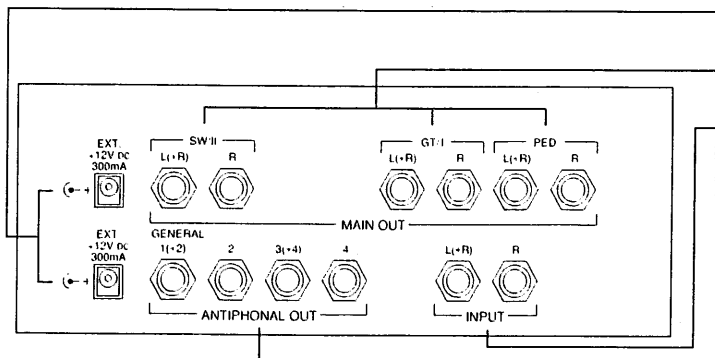 EXT.
+12V DC
300mA
SW/II
L(+R) R
GT/I
L(+R) R
PED
L(+R) R
MAIN OUT
EXT
+12V DC
300mA
GENERAL
1(+2) 2 3(+4) 4
ANTIPHONAL OUT
L(+R) R
INPUT